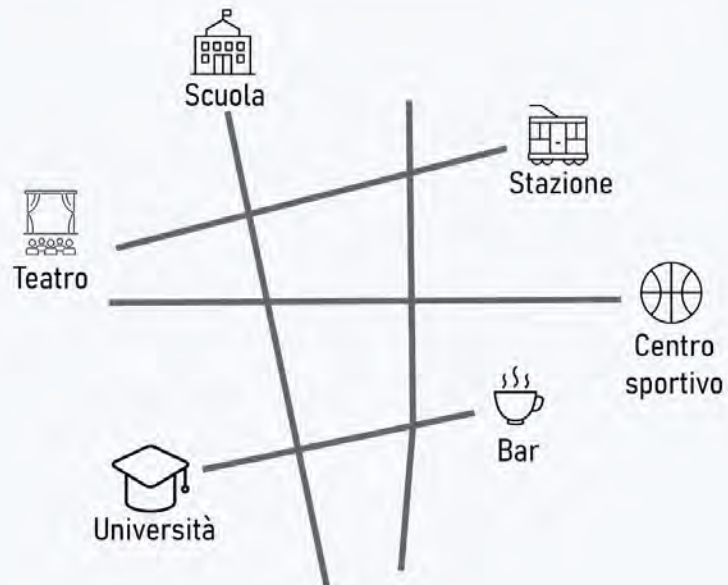 Scuola
Stazione
Teatro
Centro
sportivo
Bar
Università